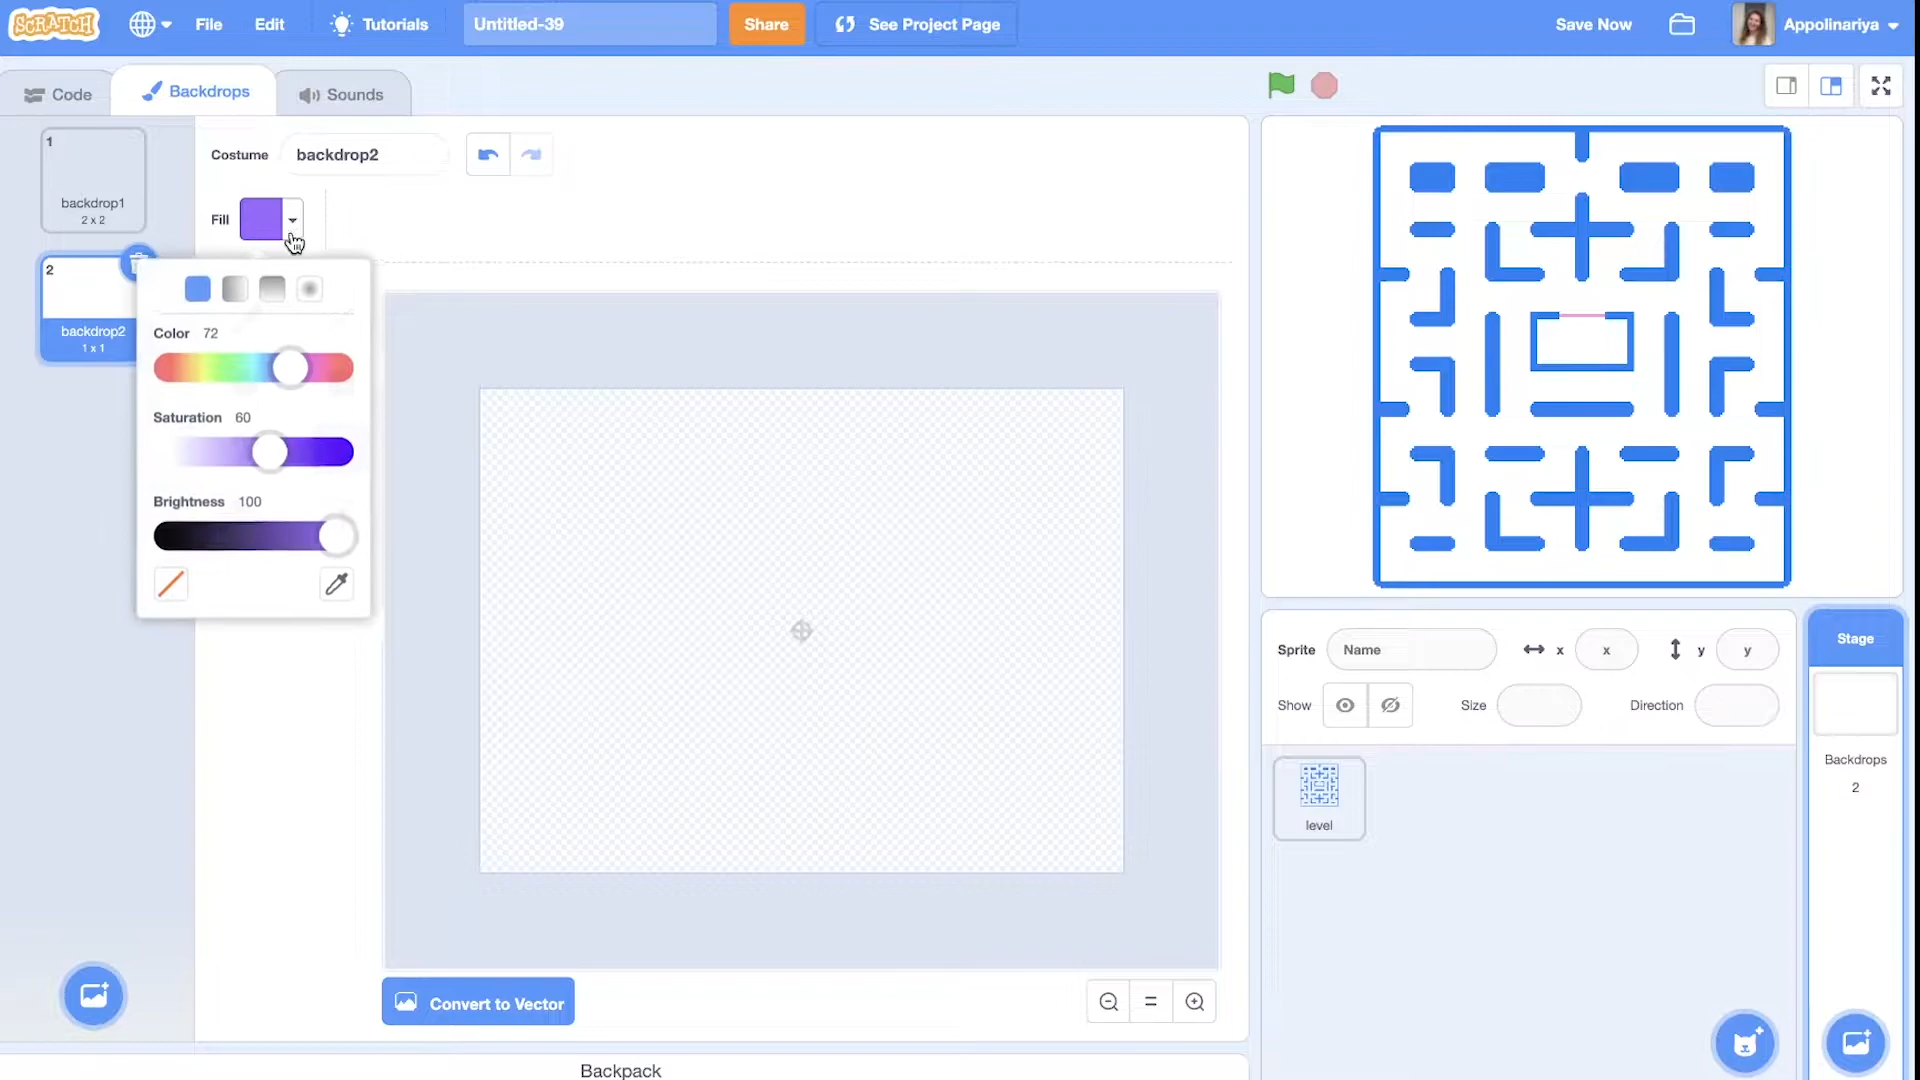 SCRATCH
File
Edit
Tutorials
Untitled-39
Share
See Project Page
Save Now
Appolinariya
Code
Backdrops
Sounds
1
backdrop1
2 x 2
2
backdrop2
1 x 1
Costume
backdrop2
Fill
Color 72
Saturation 60
Brightness 100
Convert to Vector
Backpack
Sprite
Name
x
x
y
y
Show
Size
Direction
level
Stage
Backdrops
2